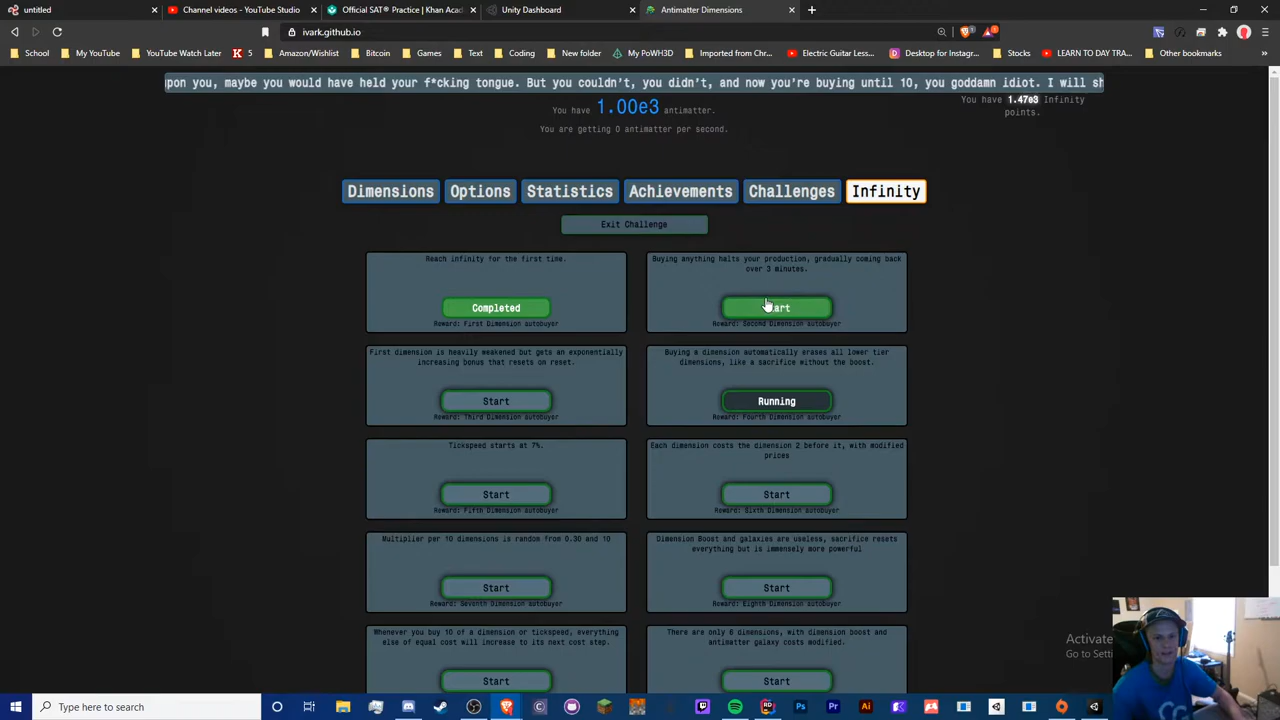 untitled
Channel videos - YouTube Studio
Official SAT® Practice | Khan Acad
Unity Dashboard
Antimatter Dimensions
ivark.github.io
School
My YouTube
YouTube Watch Later
5
Amazon/Wishlist
Bitcoin
Games
Text
Coding
New folder
My PoWH3D
Imported from Chr...
Electric Guitar Less...
Desktop for Instagr...
Stocks
LEARN TO DAY TRA...
Other bookmarks
pon you, maybe you would have held your f*cking tongue. But you couldn't, you didn't, and now you're buying until 10, you goddamn idiot. I will sh
You have 1.00e3 antimatter.
You have 1.47e3 Infinity
points.
You are getting 0 antimatter per second.
Dimensions
Options
Statistics
Achievements
Challenges
Infinity
Exit Challenge
Reach infinity for the first time.
Completed
Reward: First Dimension autobuyer
Buying anything halts your production, gradually coming back
over 3 minutes.
Start
Reward: Second Dimension autobuyer
First dimension is heavily weakened but gets an exponentially
increasing bonus that resets on reset.
Start
Reward: Third Dimension autobuyer
Buying a dimension automatically erases all lower tier
dimensions, like a sacrifice without the boost.
Running
Reward: Fourth Dimension autobuyer
Tickspeed starts at 7%.
Start
Reward: Fifth Dimension autobuyer
Each dimension costs the dimension 2 before it, with modified
prices
Start
Reward: Sixth Dimension autobuyer
Multiplier per 10 dimensions is random from 0.30 and 10
Start
Reward: Seventh Dimension autobuyer
Dimension Boost and galaxies are useless, sacrifice resets
everything but is immensely more powerful
Start
Reward: Eighth Dimension autobuyer
Whenever you buy 10 of a dimension or tickspeed, everything
else of equal cost will increase to its next cost step.
Start
There are only 6 dimensions, with dimension boost and
antimatter galaxy costs modified.
Start
Activate
Go to Setti
Type here to search